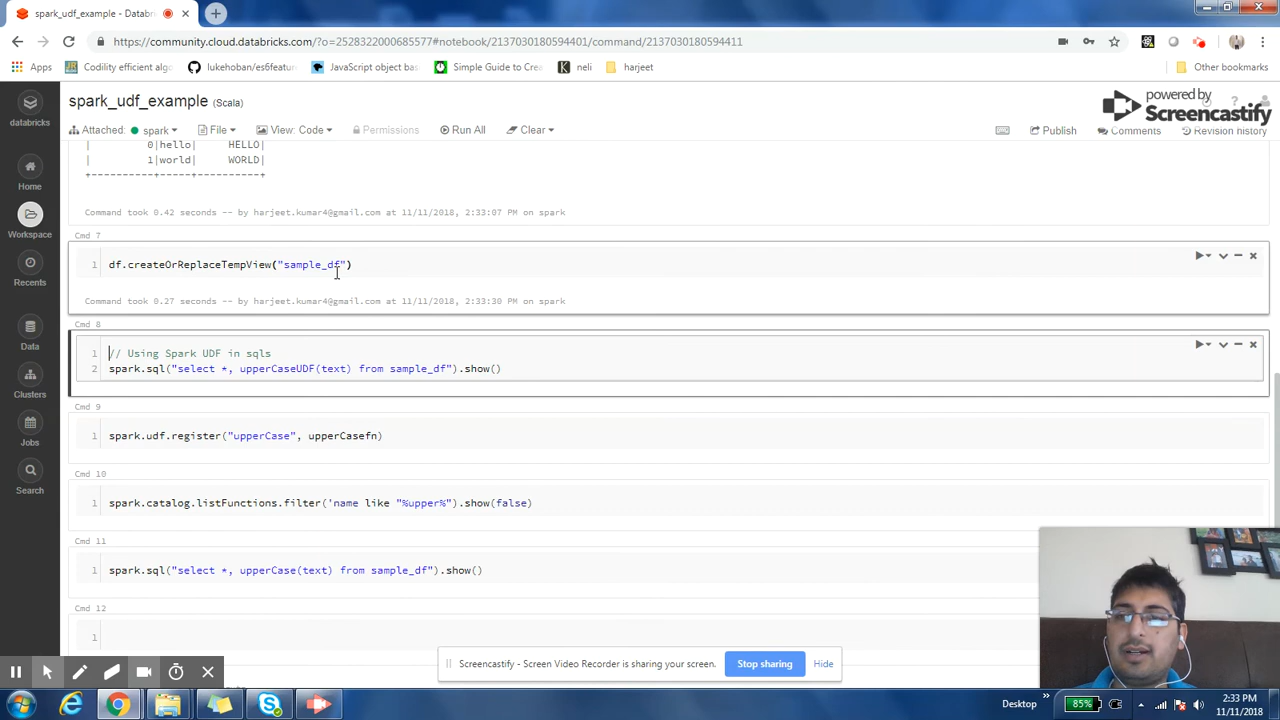 spark_udf_example - Databric
https://community.cloud.databricks.com/?o=2528322000685577#notebook/2137030180594401/command/2137030180594411
Apps Codility efficient algo lukehoban/es6featur JavaScript object bas Simple Guide to Crea neli harjeet Other bookmarks
databricks
Home
Workspace
Recents
Data
Clusters
Jobs
Search
spark_udf_example (Scala)
powered by
Screencastify
Attached: spark File View: Code Permissions Run All Clear Publish Comments Revision history
| 0|hello| HELLO|
| 1|world| WORLD|
+----------+-----+----------+
Command took 0.42 seconds -- by harjeet.kumar4@gmail.com at 11/11/2018, 2:33:07 PM on spark
Cmd 7
1 df.createOrReplaceTempView("sample_df")
Command took 0.27 seconds -- by harjeet.kumar4@gmail.com at 11/11/2018, 2:33:30 PM on spark
Cmd 8
1 // Using Spark UDF in sqls
2 spark.sql("select *, upperCaseUDF(text) from sample_df").show()
Cmd 9
1 spark.udf.register("upperCase", upperCasefn)
Cmd 10
1 spark.catalog.listFunctions.filter('name like "%upper%").show(false)
Cmd 11
1 spark.sql("select *, upperCase(text) from sample_df").show()
Cmd 12
1
Screencastify - Screen Video Recorder is sharing your screen. Stop sharing Hide
Desktop 85% 2:33 PM
11/11/2018